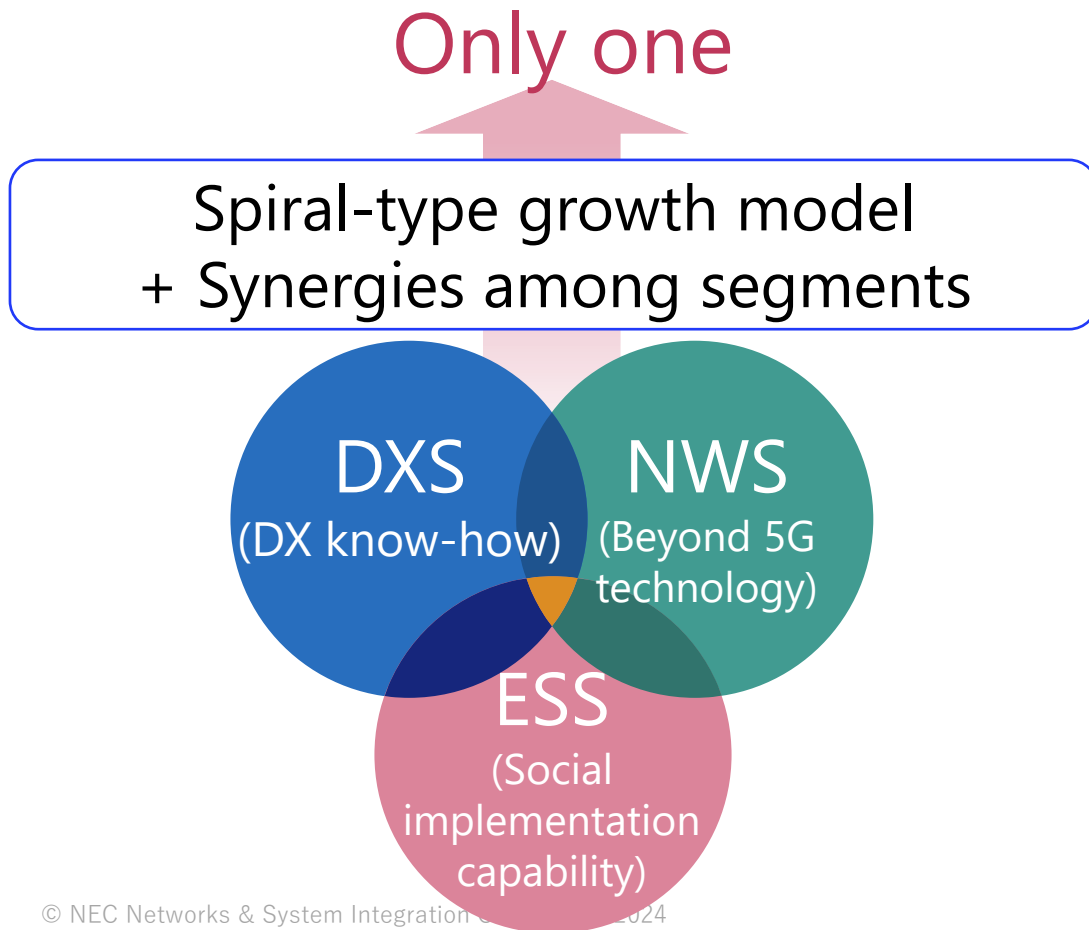 Only one
Spiral-type growth model
+ Synergies among segments
DXS
(DX know-how)
NWS
(Beyond 5G
technology)
ESS
(Social
implementation
capability)
© NEC Networks & System Integration 2024